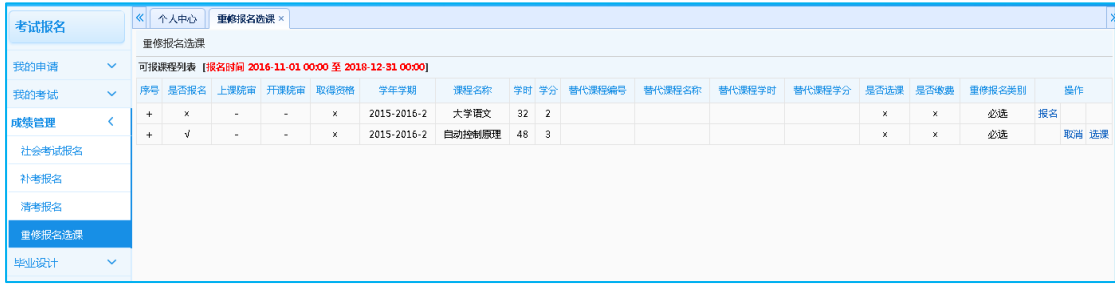 考试报名
我的申请
我的考试
成绩管理
社会考试报名
补考报名
清考报名
重修报名选课
毕业设计
个人中心 重修报名选课 ×
重修报名选课
可报课程列表 [报名时间 2016-11-01 00:00 至 2018-12-31 00:00]
序号 是否报名 上课院审 开课院审 取得资格 学年学期 课程名称 学时 学分 替代课程编号 替代课程名称 替代课程学时 替代课程学分 是否选课 是否缴费 重修报名类别 操作
+ x - - x 2015-2016-2 大学语文 32 2 x x 必选 报名
+ √ - - x 2015-2016-2 自动控制原理 48 3 x x 必选 取消 选课